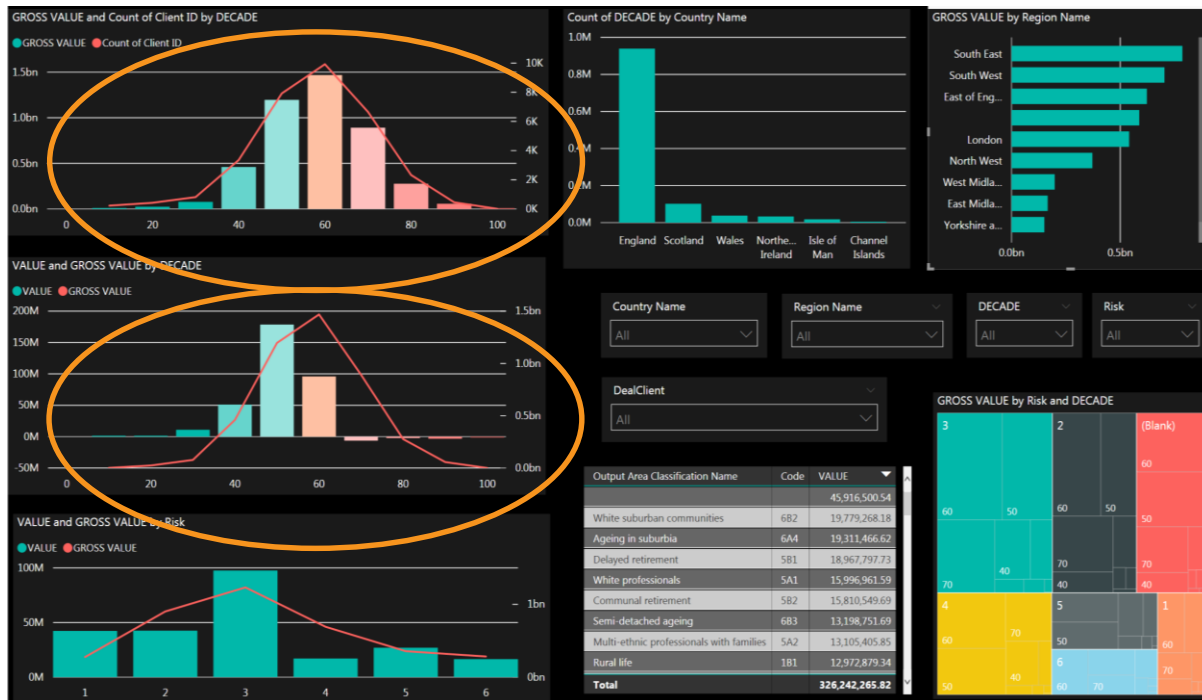 GROSS VALUE and Count of Client ID by DECADE
GROSS VALUE Count of Client ID
1.5bn
1.0bn
0.5bn
0.0bn
10K
8K
6K
4K
2K
0K
0 20 40 60 80 100
VALUE and GROSS VALUE by DECADE
VALUE GROSS VALUE
200M
150M
100M
50M
0M
-50M
1.5bn
1.0bn
0.5bn
0.0bn
0 20 40 60 80 100
VALUE and GROSS VALUE by Risk
VALUE GROSS VALUE
100M
50M
0M
1bn
0bn
1 2 3 4 5 6
Count of DECADE by Country Name
1.0M
0.8M
0.6M
0.4M
0.2M
0.0M
England Scotland Wales Northe... Isle of Channel
Ireland Man Islands
GROSS VALUE by Region Name
South East
South West
East of Eng...
London
North West
West Midla...
East Midla...
Yorkshire a...
0.0bn 0.5bn
Country Name
All
Region Name
All
DECADE
All
Risk
All
DealClient
All
Output Area Classification Name Code VALUE
45,916,500.54
White suburban communities 6B2 19,779,268.18
Ageing in suburbia 6A4 19,311,466.62
Delayed retirement 5B1 18,967,797.73
White professionals 5A1 15,996,961.59
Communal retirement 5B2 15,810,549.69
Semi-detached ageing 6B3 13,198,751.69
Multi-ethnic professionals with families 5A2 13,105,405.85
Rural life 1B1 12,972,879.34
Total 326,242,265.82
GROSS VALUE by Risk and DECADE
3 2 (Blank)
60
60 50 60 50 50
40 70 70
70 40 40
4 5 1
70
60 50
40 6 60
50 60 70 50 70